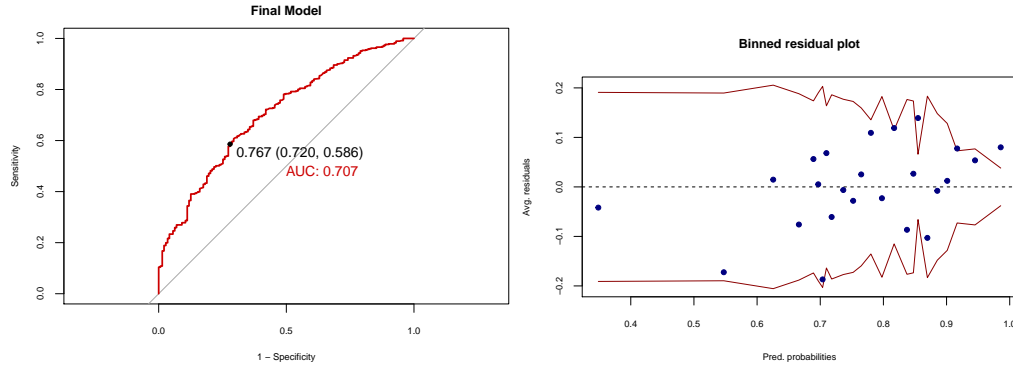 Final Model
Sensitivity
1.0
0.8
0.6
0.4
0.2
0.0
0.767 (0.720, 0.586)
AUC: 0.707
0.0
0.5
1.0
1 − Specificity
Binned residual plot
Avg. residuals
0.2
0.1
0.0
-0.1
-0.2
0.4
0.5
0.6
0.7
0.8
0.9
1.0
Pred. probabilities